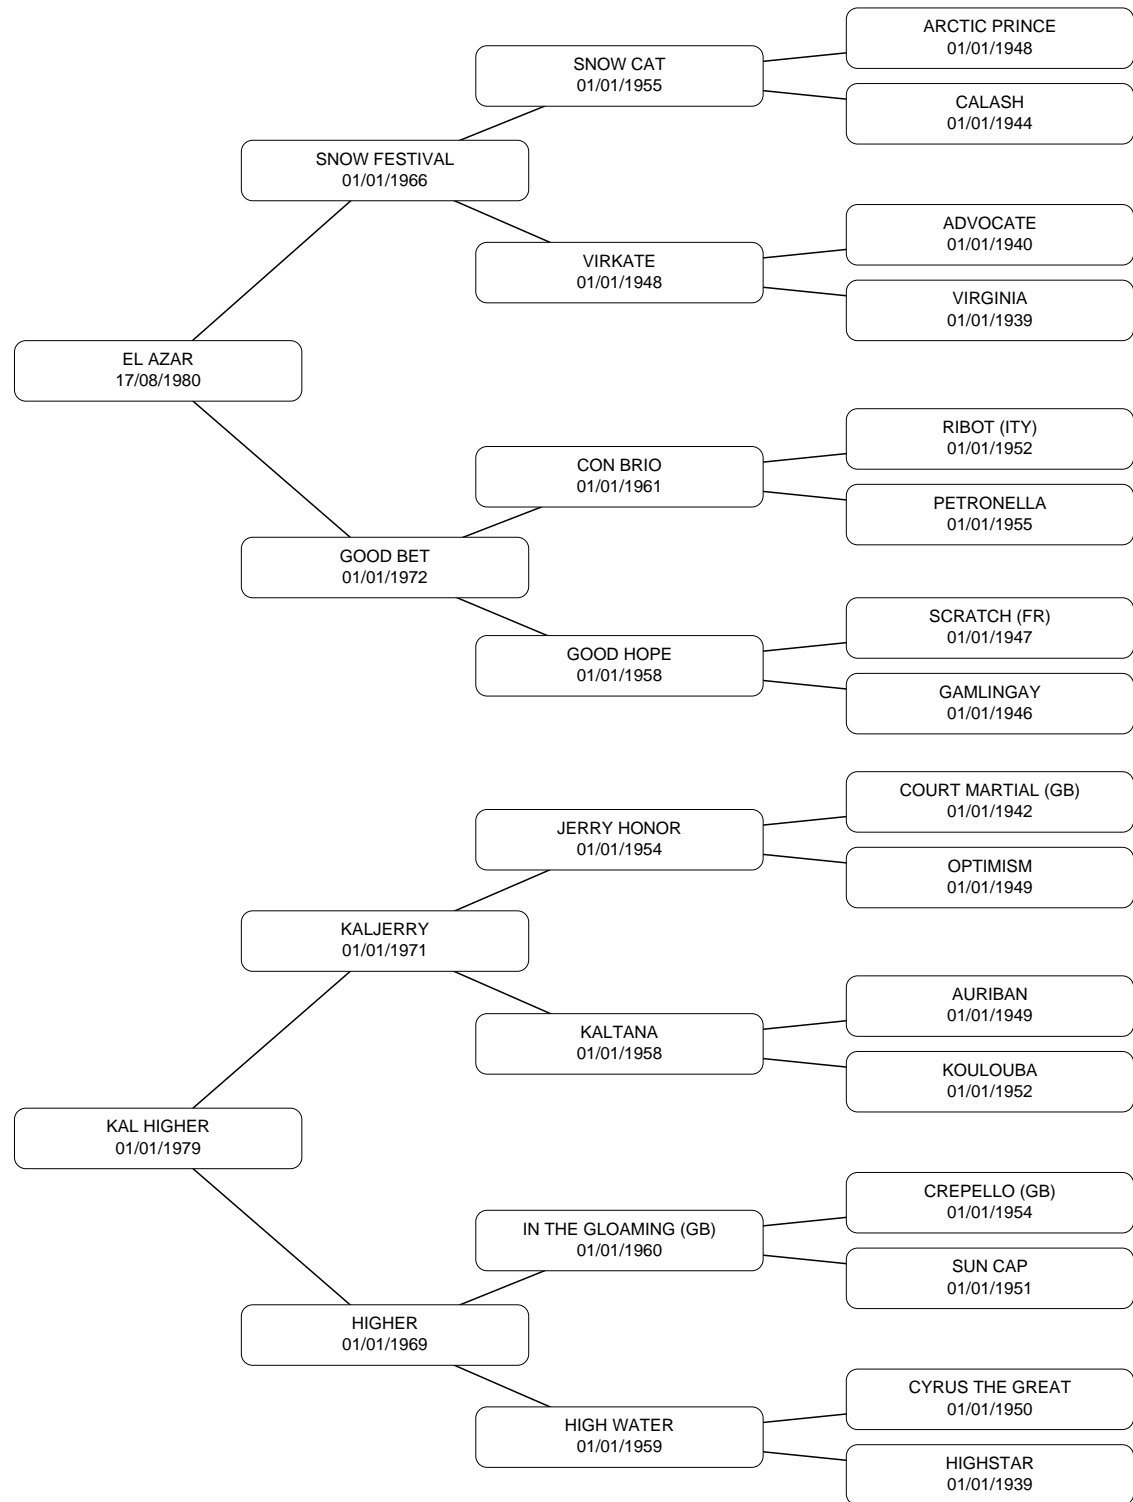 ARCTIC PRINCE
01/01/1948
SNOW CAT
01/01/1955
CALASH
01/01/1944
SNOW FESTIVAL
01/01/1966
ADVOCATE
01/01/1940
VIRKATE
01/01/1948
VIRGINIA
01/01/1939
EL AZAR
17/08/1980
RIBOT (ITY)
01/01/1952
CON BRIO
01/01/1961
PETRONELLA
01/01/1955
GOOD BET
01/01/1972
SCRATCH (FR)
01/01/1947
GOOD HOPE
01/01/1958
GAMLINGAY
01/01/1946
COURT MARTIAL (GB)
01/01/1942
JERRY HONOR
01/01/1954
OPTIMISM
01/01/1949
KALJERRY
01/01/1971
AURIBAN
01/01/1949
KALTANA
01/01/1958
KOULOUBA
01/01/1952
KAL HIGHER
01/01/1979
CREPELLO (GB)
01/01/1954
IN THE GLOAMING (GB)
01/01/1960
SUN CAP
01/01/1951
HIGHER
01/01/1969
CYRUS THE GREAT
01/01/1950
HIGH WATER
01/01/1959
HIGHSTAR
01/01/1939